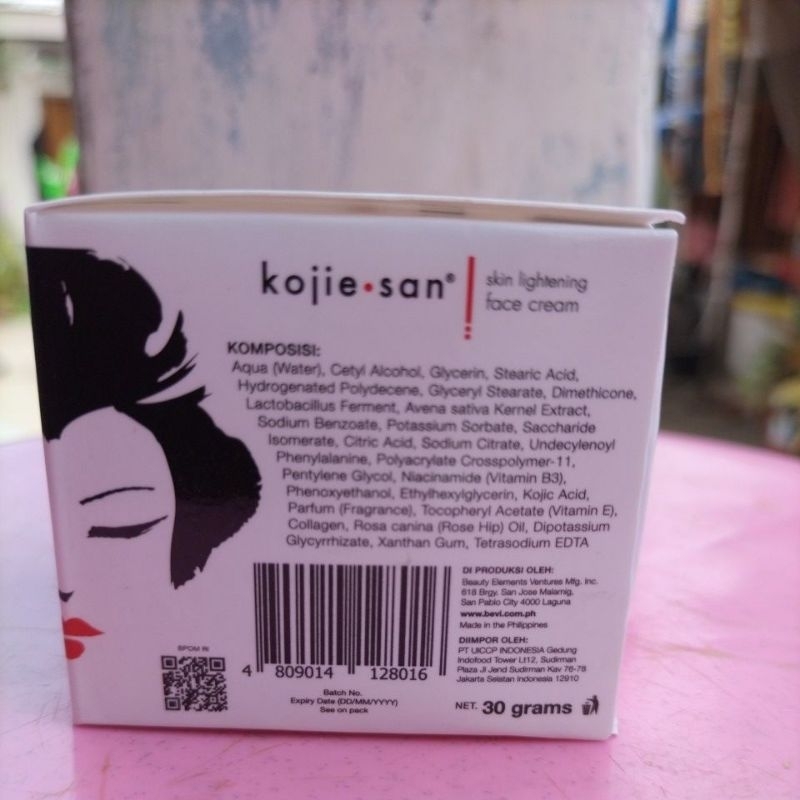 kojie•san®
skin lightening
face cream
KOMPOSISI:
Aqua (Water), Cetyl Alcohol, Glycerin, Stearic Acid,
Hydrogenated Polydecene, Glyceryl Stearate, Dimethicone,
Lactobacillus Ferment, Avena sativa Kernel Extract,
Sodium Benzoate, Potassium Sorbate, Saccharide
Isomerate, Citric Acid, Sodium Citrate, Undecylenoyl
Phenylalanine, Polyacrylate Crosspolymer-11,
Pentylene Glycol, Niacinamide (Vitamin B3),
Phenoxyethanol, Ethylhexylglycerin, Kojic Acid,
Parfum (Fragrance), Tocopheryl Acetate (Vitamin E),
Collagen, Rosa canina (Rose Hip) Oil, Dipotassium
Glycyrrhizate, Xanthan Gum, Tetrasodium EDTA
DI PRODUKSI OLEH:
Beauty Elements Ventures Mfg. Inc.
618 Brgy. San Jose Malamig,
San Pablo City 4000 Laguna
www.bevi.com.ph
Made in the Philippines
DIIMPOR OLEH:
PT UICCP INDONESIA Gedung
Indofood Tower Lt12, Sudirman
Plaza Jl Jend Sudirman Kav 76-78
Jakarta Selatan Indonesia 12910
BPOM RI
4 809014 128016
Batch No.
Expiry Date (DD/MM/YYYY)
See on pack
NET. 30 grams